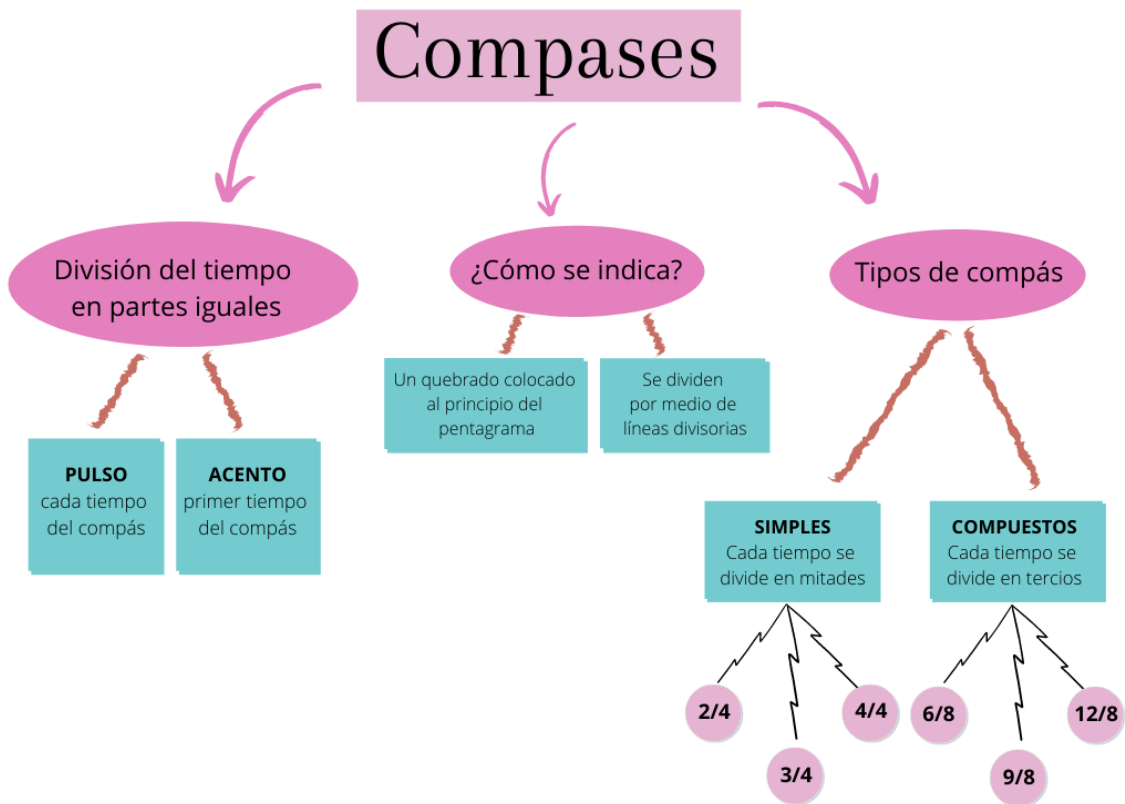 Compases
División del tiempo
en partes iguales
PULSO
cada tiempo
del compás
ACENTO
primer tiempo
del compás
¿Cómo se indica?
Un quebrado colocado
al principio del
pentagrama
Se dividen
por medio de
líneas divisorias
Tipos de compás
SIMPLES
Cada tiempo se
divide en mitades
2/4
3/4
4/4
COMPUESTOS
Cada tiempo se
divide en tercios
6/8
9/8
12/8